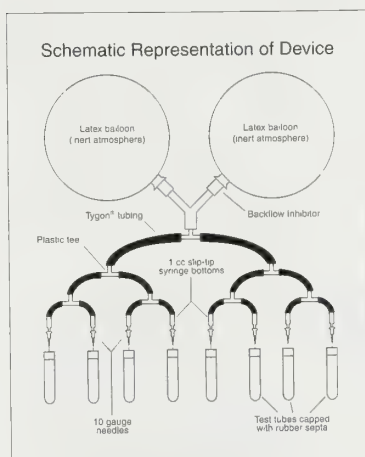 Schematic Representation of Device
Latex balloon
(inert atmosphere)
Latex balloon
(inert atmosphere)
Tygon® tubing
Backflow inhibitor
Plastic tee
1 cc slip-tip
syringe bottoms
10 gauge
needles
Test tubes capped
with rubber septa